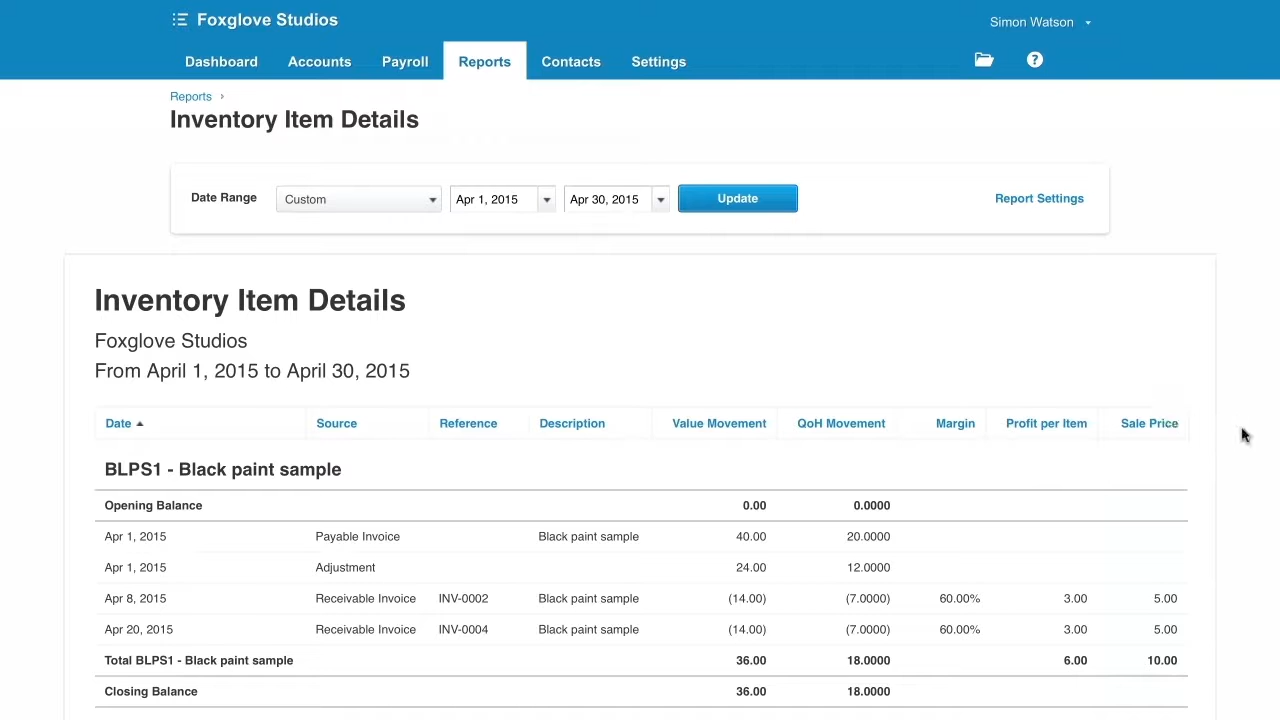 Foxglove Studios
Simon Watson
Dashboard Accounts Payroll Reports Contacts Settings ?
Reports ›
Inventory Item Details
Date Range Custom Apr 1, 2015 Apr 30, 2015 Update Report Settings
Inventory Item Details
Foxglove Studios
From April 1, 2015 to April 30, 2015
Date Source Reference Description Value Movement QoH Movement Margin Profit per Item Sale Price
BLPS1 - Black paint sample
Opening Balance 0.00 0.0000
Apr 1, 2015 Payable Invoice Black paint sample 40.00 20.0000
Apr 1, 2015 Adjustment 24.00 12.0000
Apr 8, 2015 Receivable Invoice INV-0002 Black paint sample (14.00) (7.0000) 60.00% 3.00 5.00
Apr 20, 2015 Receivable Invoice INV-0004 Black paint sample (14.00) (7.0000) 60.00% 3.00 5.00
Total BLPS1 - Black paint sample 36.00 18.0000 6.00 10.00
Closing Balance 36.00 18.0000